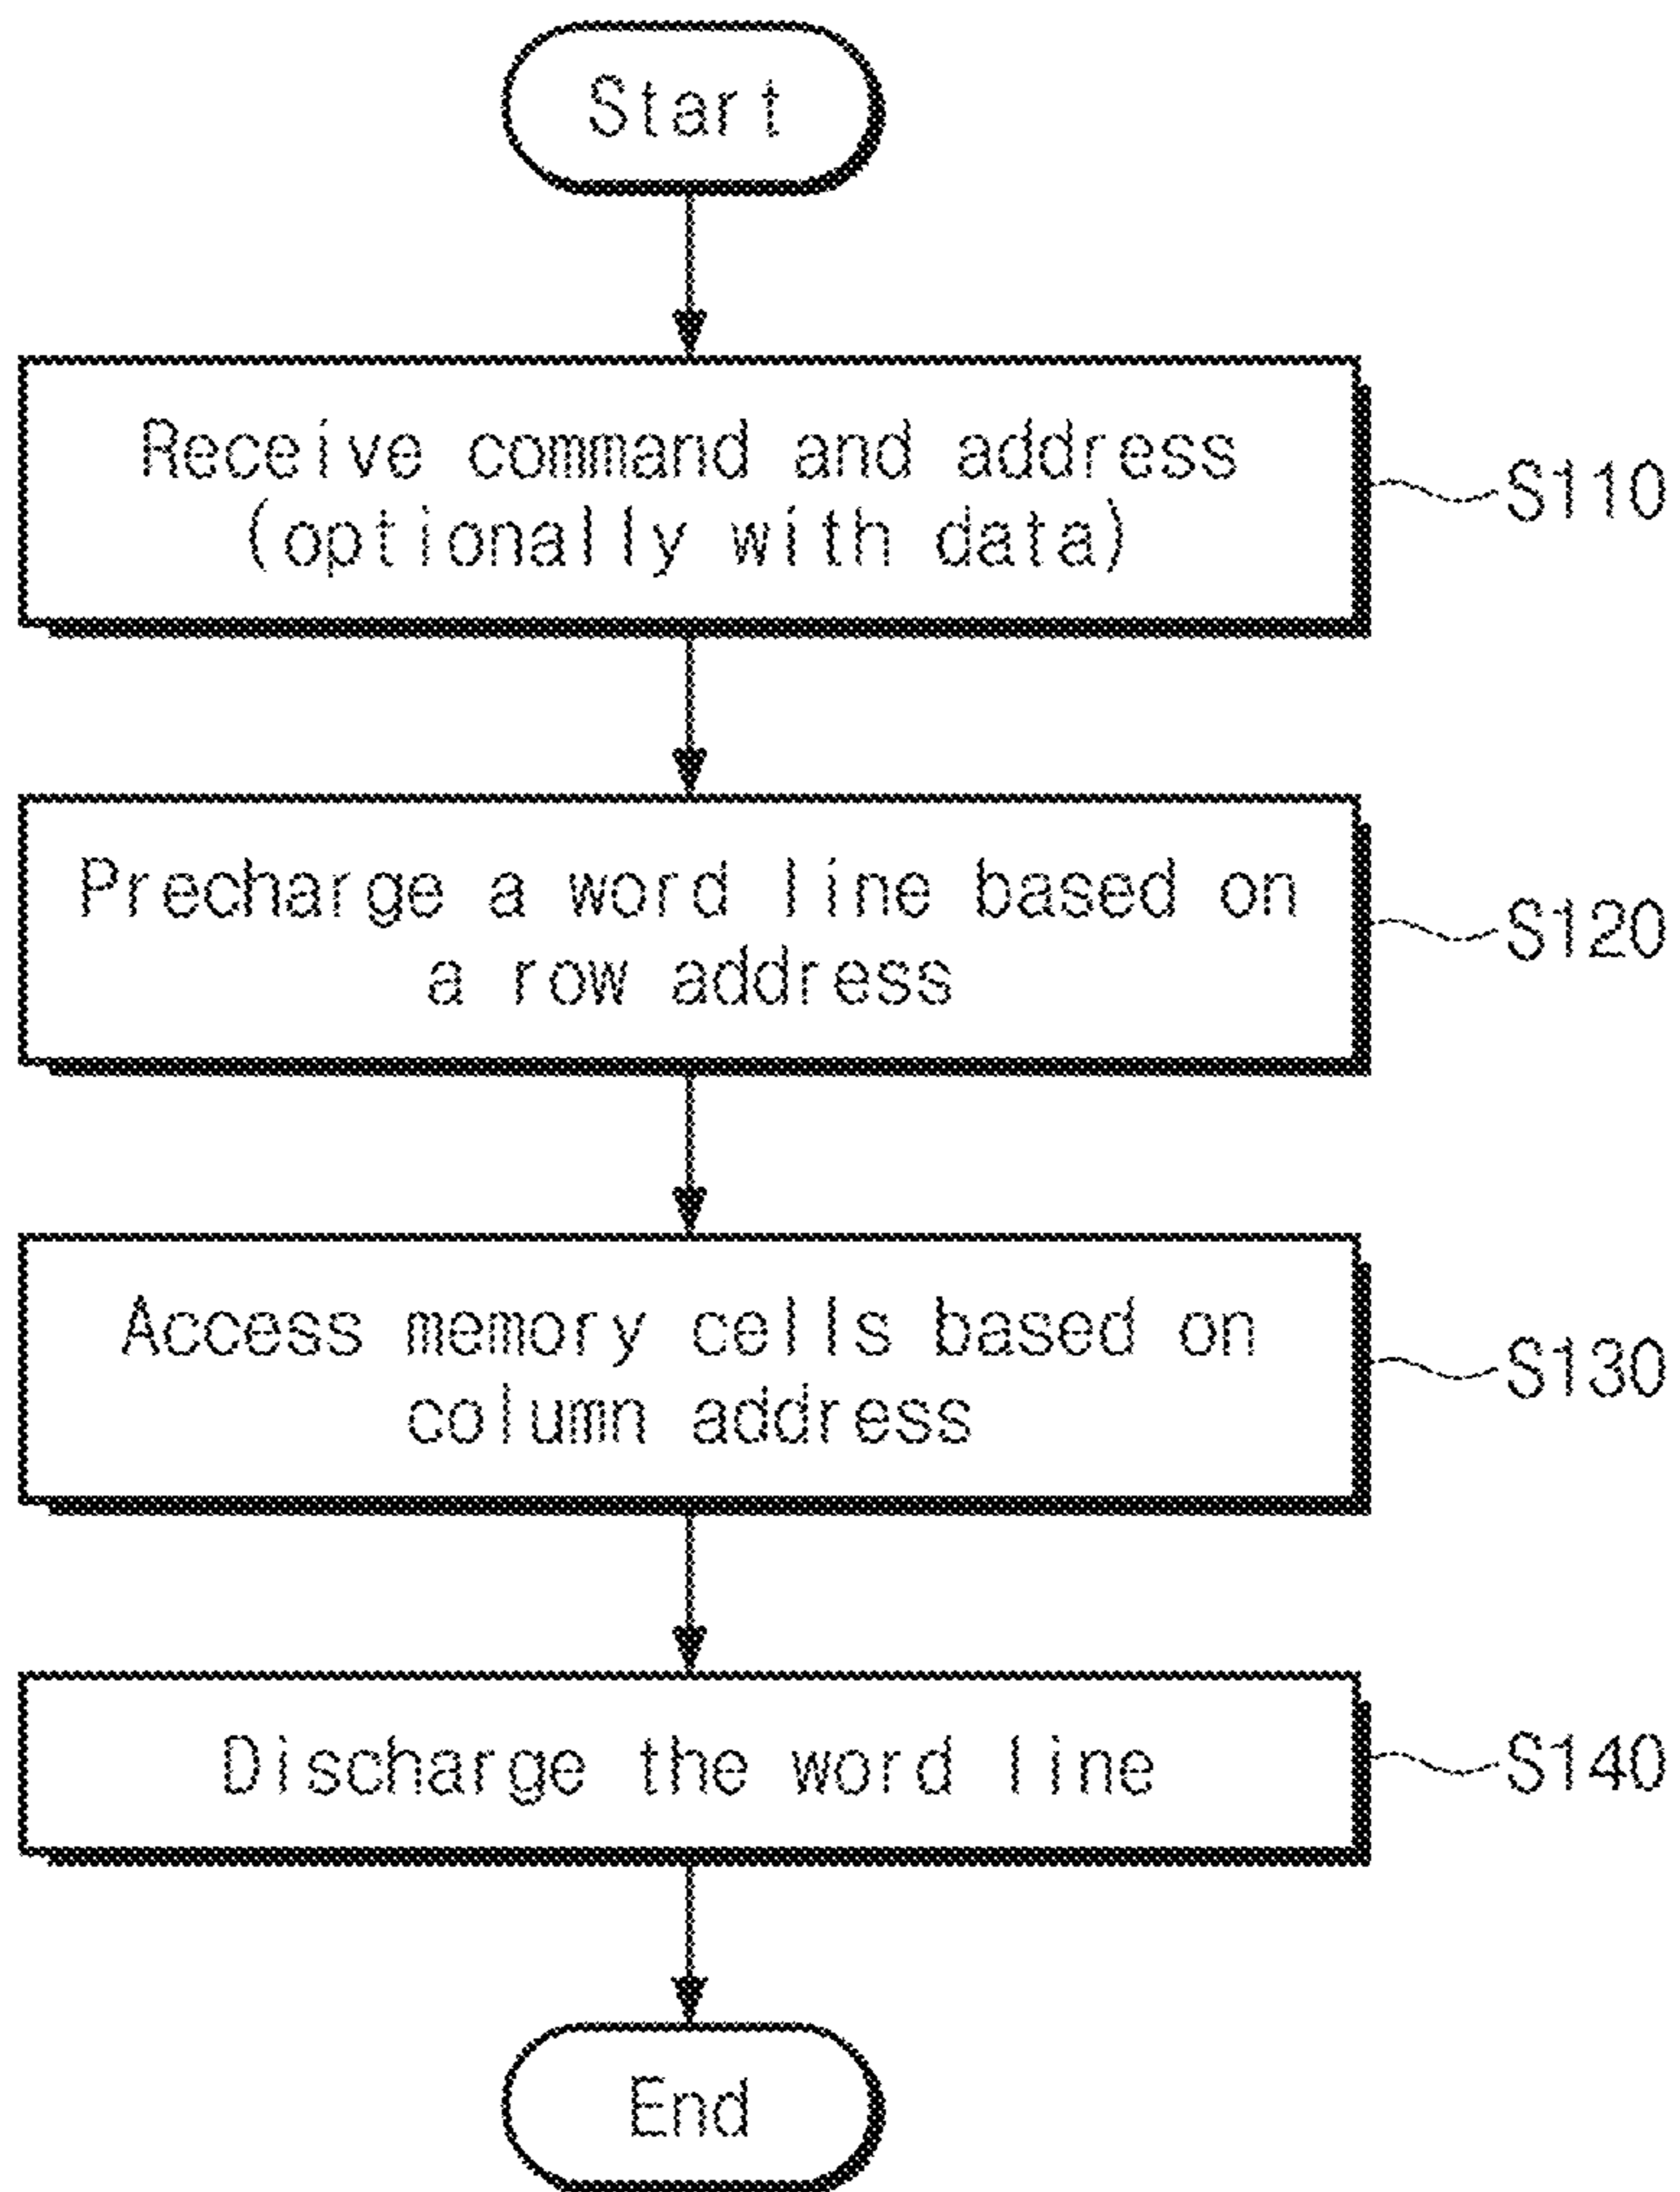 Start
Receive command and address
(optionally with data)
S110
Precharge a word line based on
a row address
S120
Access memory cells based on
column address
S130
Discharge the word line
S140
End